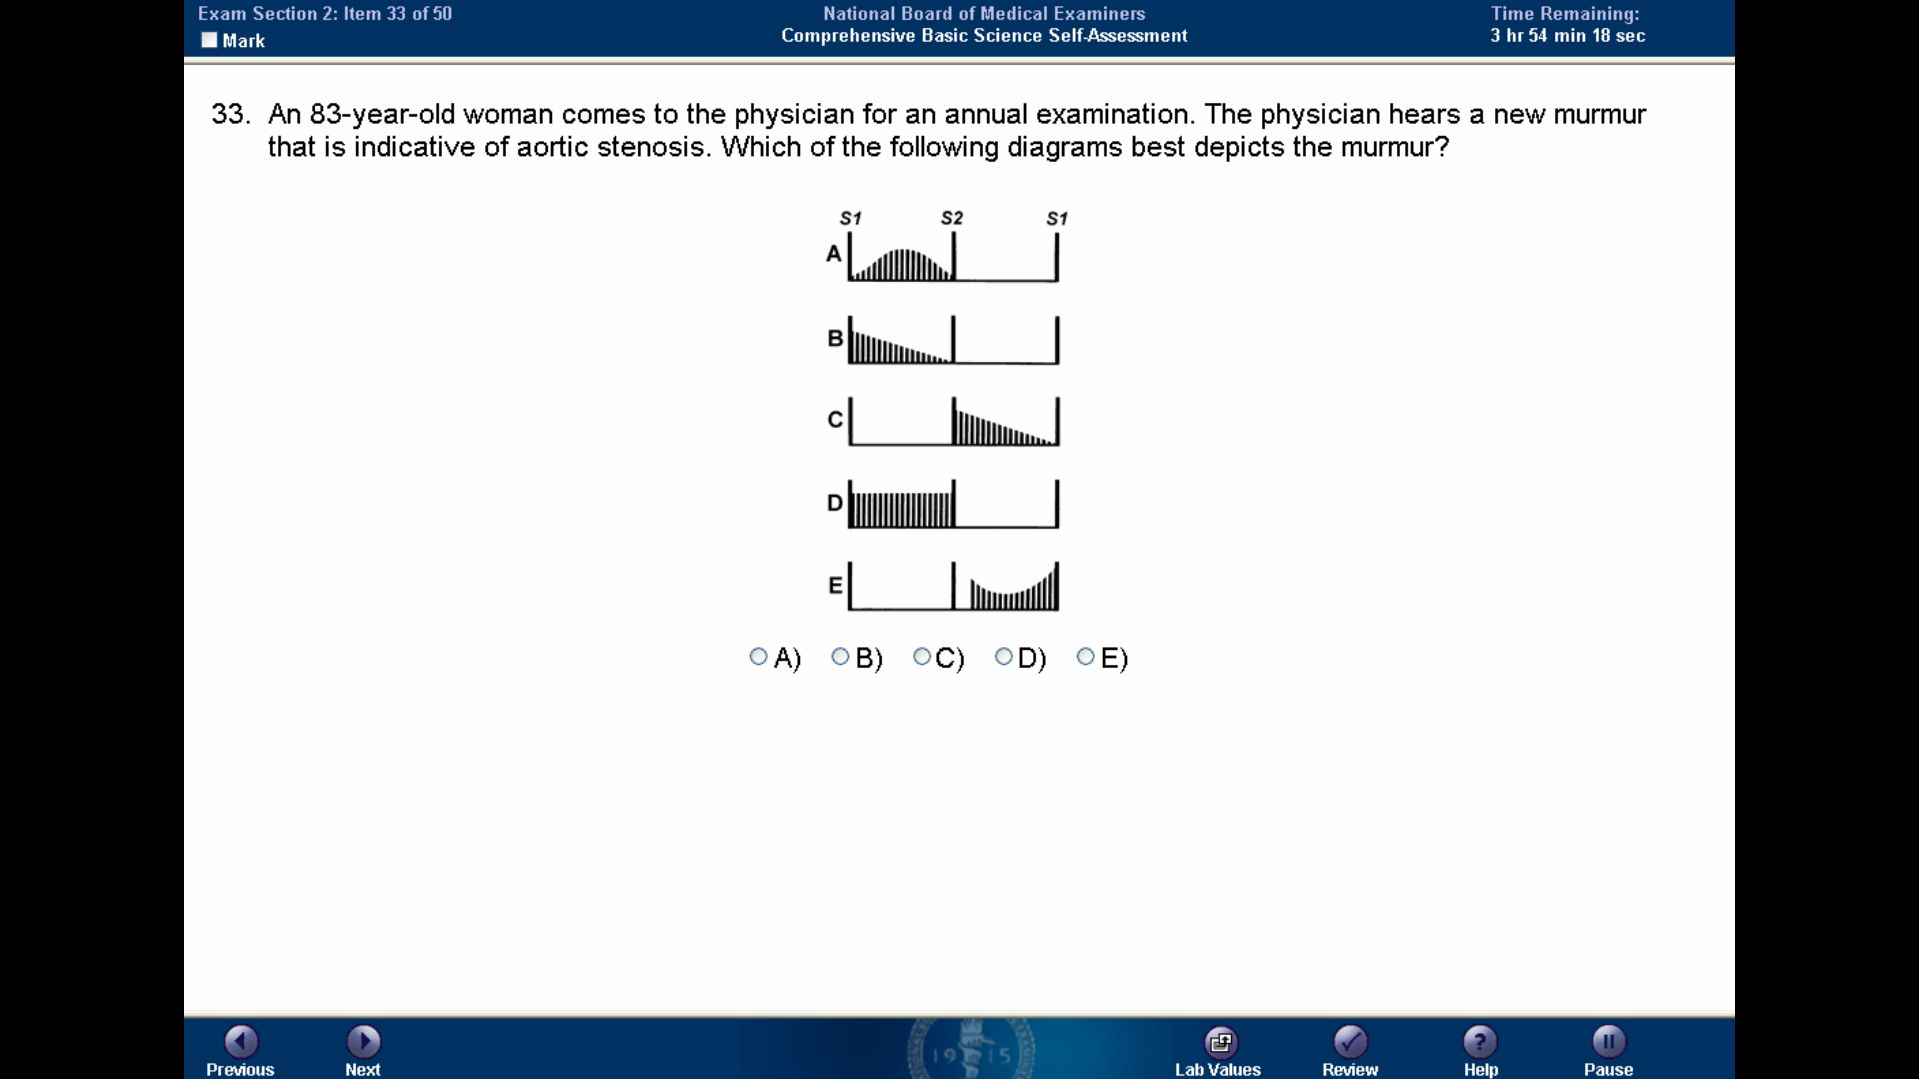 Exam Section 2: Item 33 of 50
Mark
National Board of Medical Examiners
Comprehensive Basic Science Self-Assessment
Time Remaining:
3 hr 54 min 18 sec
33. An 83-year-old woman comes to the physician for an annual examination. The physician hears a new murmur
that is indicative of aortic stenosis. Which of the following diagrams best depicts the murmur?
S1 S2 S1
A
B
C
D
E
A) B) C) D) E)
19 15
Previous Next Lab Values Review Help Pause